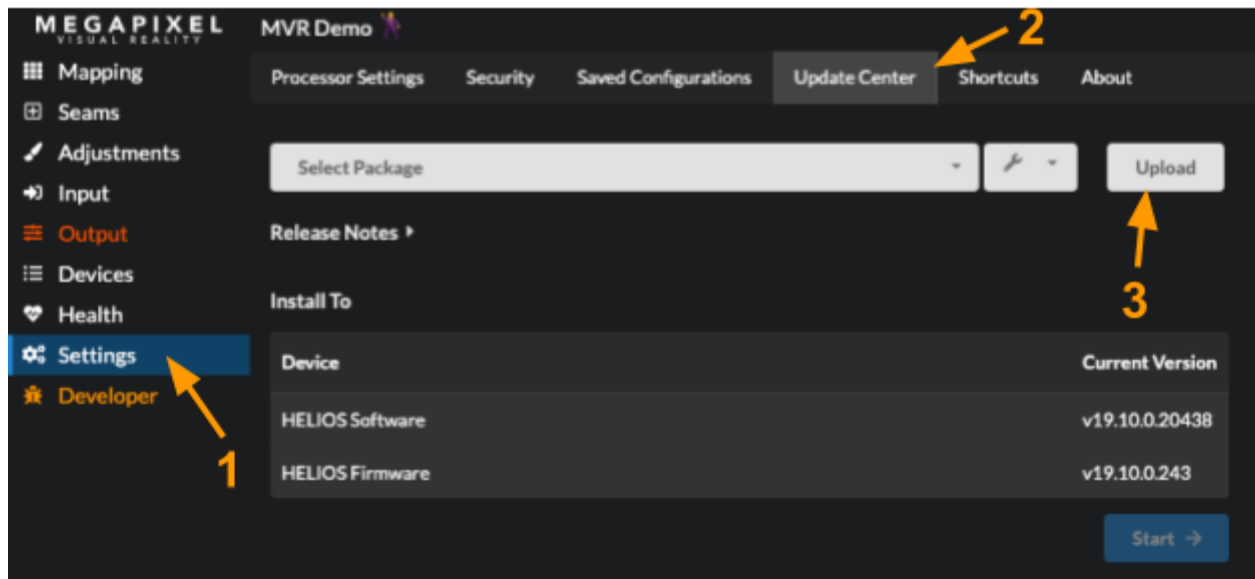 MEGAPIXEL
VISUAL REALITY
MVR Demo
2
Mapping
Seams
Adjustments
Input
Output
Devices
Health
Settings
Developer
1
Processor Settings Security Saved Configurations Update Center Shortcuts About
Select Package Upload
3
Release Notes
Install To
Device Current Version
HELIOS Software v19.10.0.20438
HELIOS Firmware v19.10.0.243
Start →